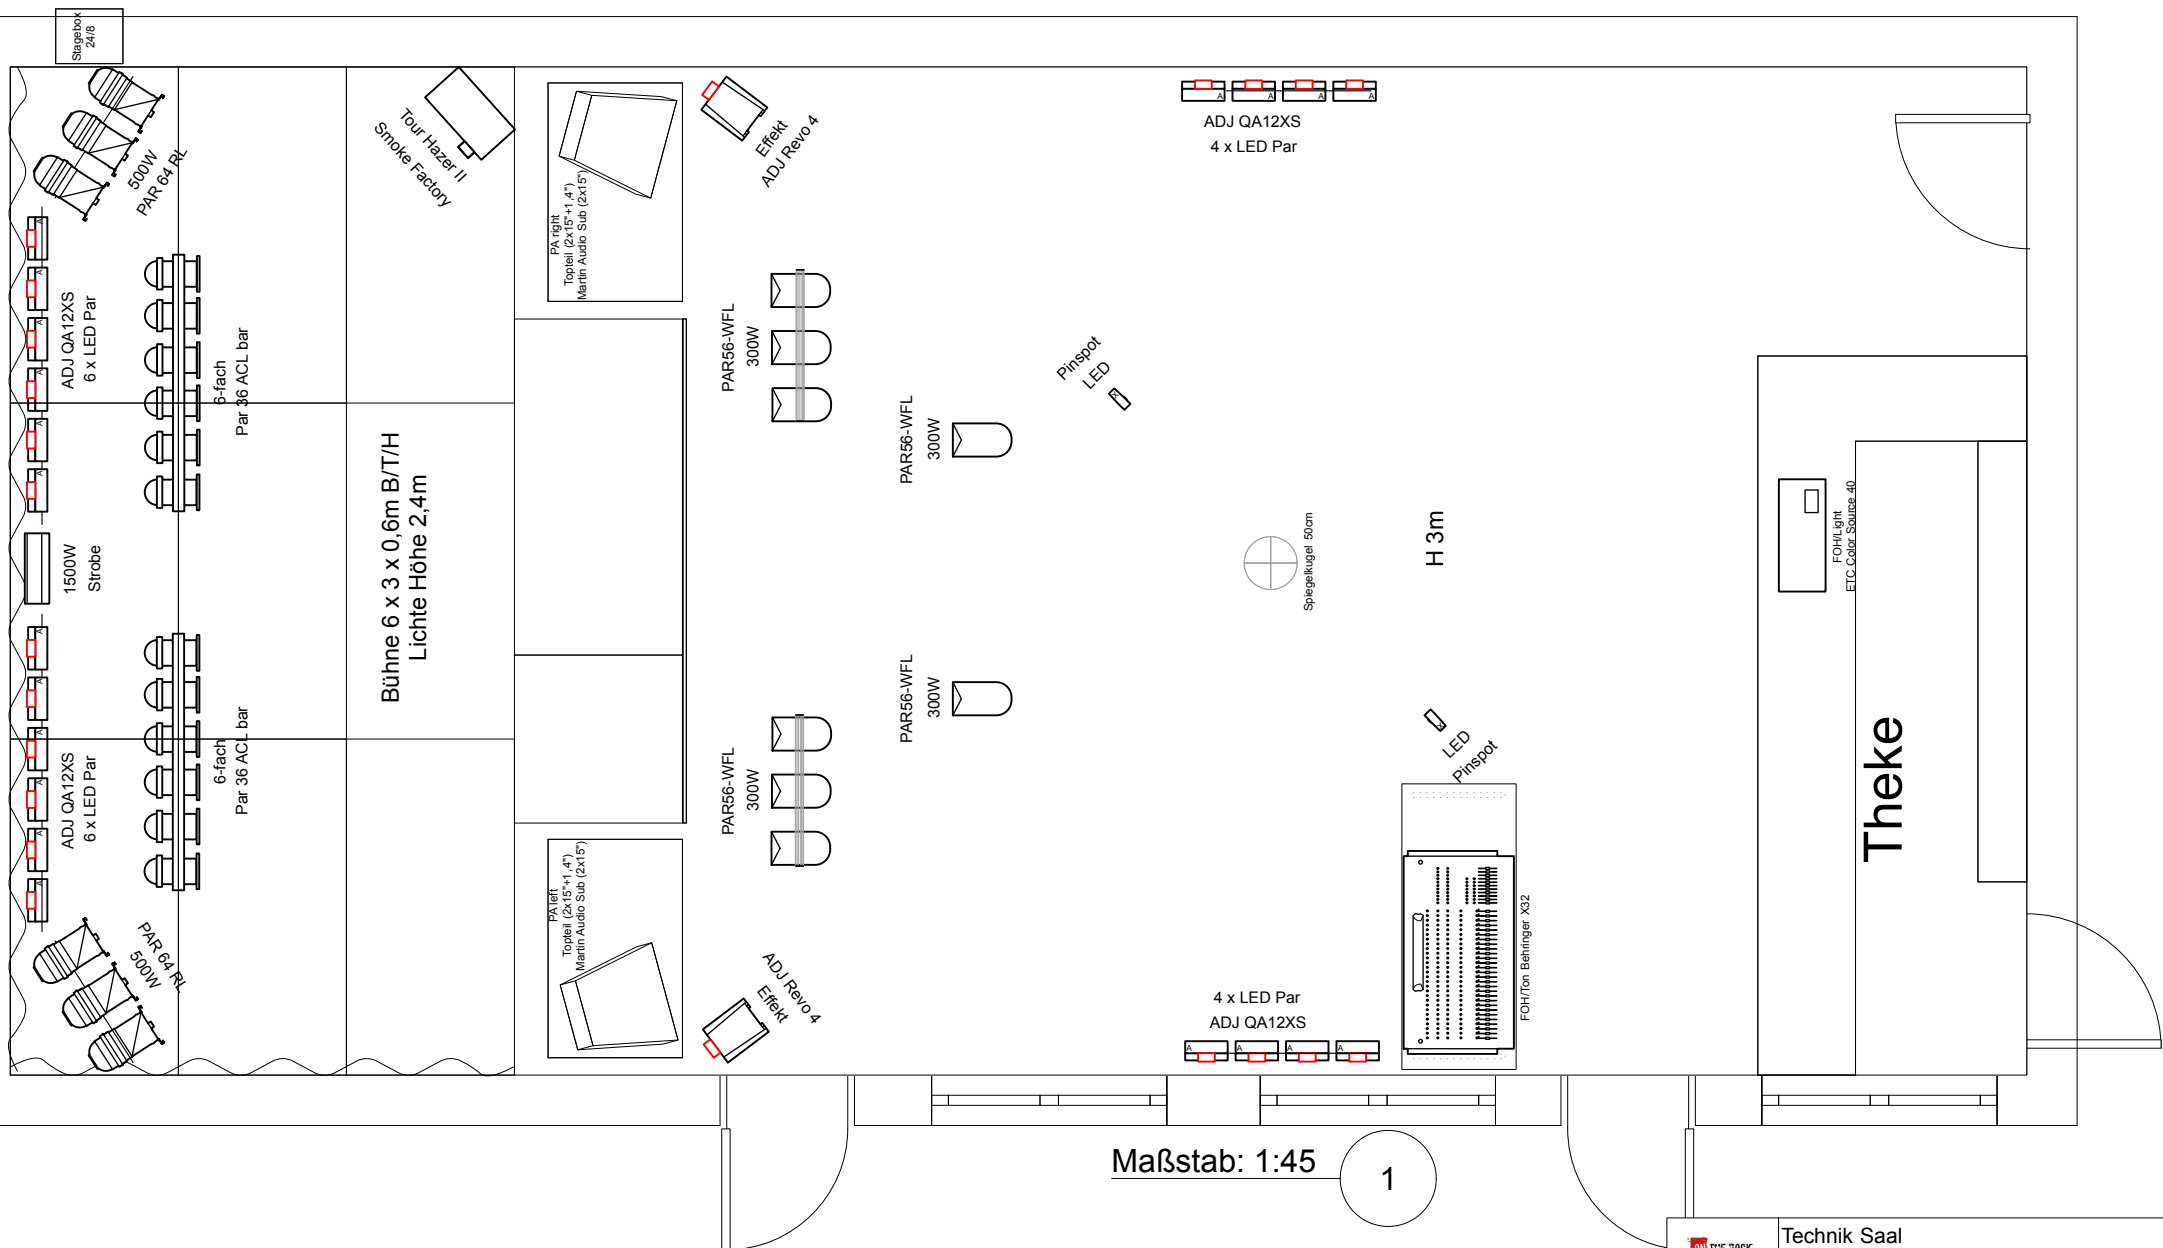 Stagebox
24/8
500W
PAR 64 RL
Tour Hazer II
Smoke Factory
PA right
Topteil (2x15"+1,4")
Martin Audio Sub (2x15")
Effekt
ADJ Revo 4
ADJ QA12XS
4 x LED Par
ADJ QA12XS
6 x LED Par
6-fach
Par 36 ACL bar
PAR56-WFL
300W
Pinspot
LED
PAR56-WFL
300W
1500W
Strobe
Bühne 6 x 3 x 0,6m B/T/H
Lichte Höhe 2,4m
Spiegelkugel 50cm
H 3m
FOH/Light
ETC Color Source 40
Theke
ADJ QA12XS
6 x LED Par
6-fach
Par 36 ACL bar
PAR56-WFL
300W
PAR56-WFL
300W
LED
Pinspot
PAR 64 RL
500W
PA left
Topteil (2x15"+1,4")
Martin Audio Sub (2x15")
ADJ Revo 4
Effekt
4 x LED Par
ADJ QA12XS
FOH/Ton Behringer X32
Maßstab: 1:45
1
Technik Saal